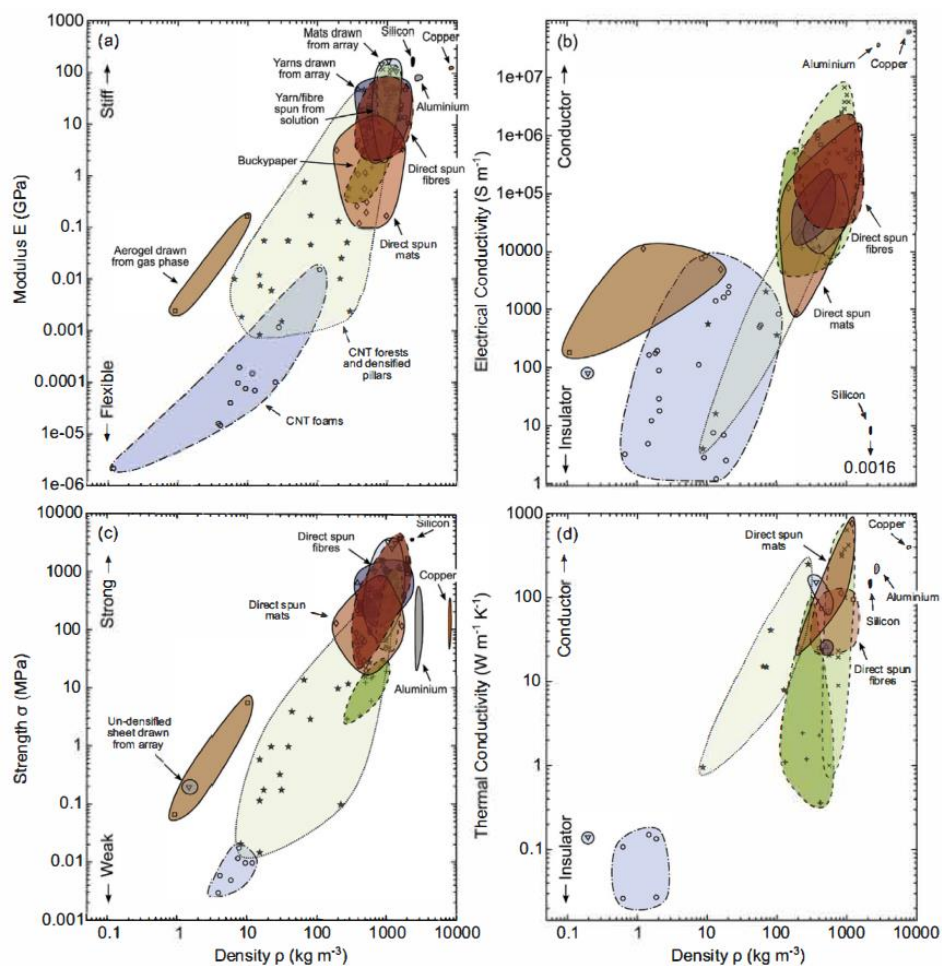 (a)
Mats drawn
from array
Silicon
Copper
Yarns drawn
from array
Yarn/fibre
spun from
solution
Aluminium
Buckypaper
Direct spun
fibres
Direct spun
mats
Aerogel drawn
from gas phase
CNT forests
and densified
pillars
CNT foams
Stiff
Flexible
Modulus E (GPa)
1000
100
10
1
0.1
0.01
0.001
0.0001
1e-05
1e-06
(b)
Aluminium
Copper
Conductor
Insulator
Direct spun
fibres
Direct spun
mats
Silicon
0.0016
Electrical Conductivity (S m⁻¹)
1e+07
1e+06
1e+05
10000
1000
100
10
1
(c)
Silicon
Direct spun
fibres
Copper
Direct spun
mats
Aluminium
Un-densified
sheet drawn
from array
Strong
Weak
Strength σ (MPa)
10000
1000
100
10
1
0.1
0.01
0.001
0.1 1 10 100 1000 10000
Density ρ (kg m⁻³)
(d)
Direct spun
mats
Copper
Aluminium
Silicon
Direct spun
fibres
Conductor
Insulator
Thermal Conductivity (W m⁻¹ K⁻¹)
1000
100
10
1
0.1
0.1 1 10 100 1000 10000
Density ρ (kg m⁻³)